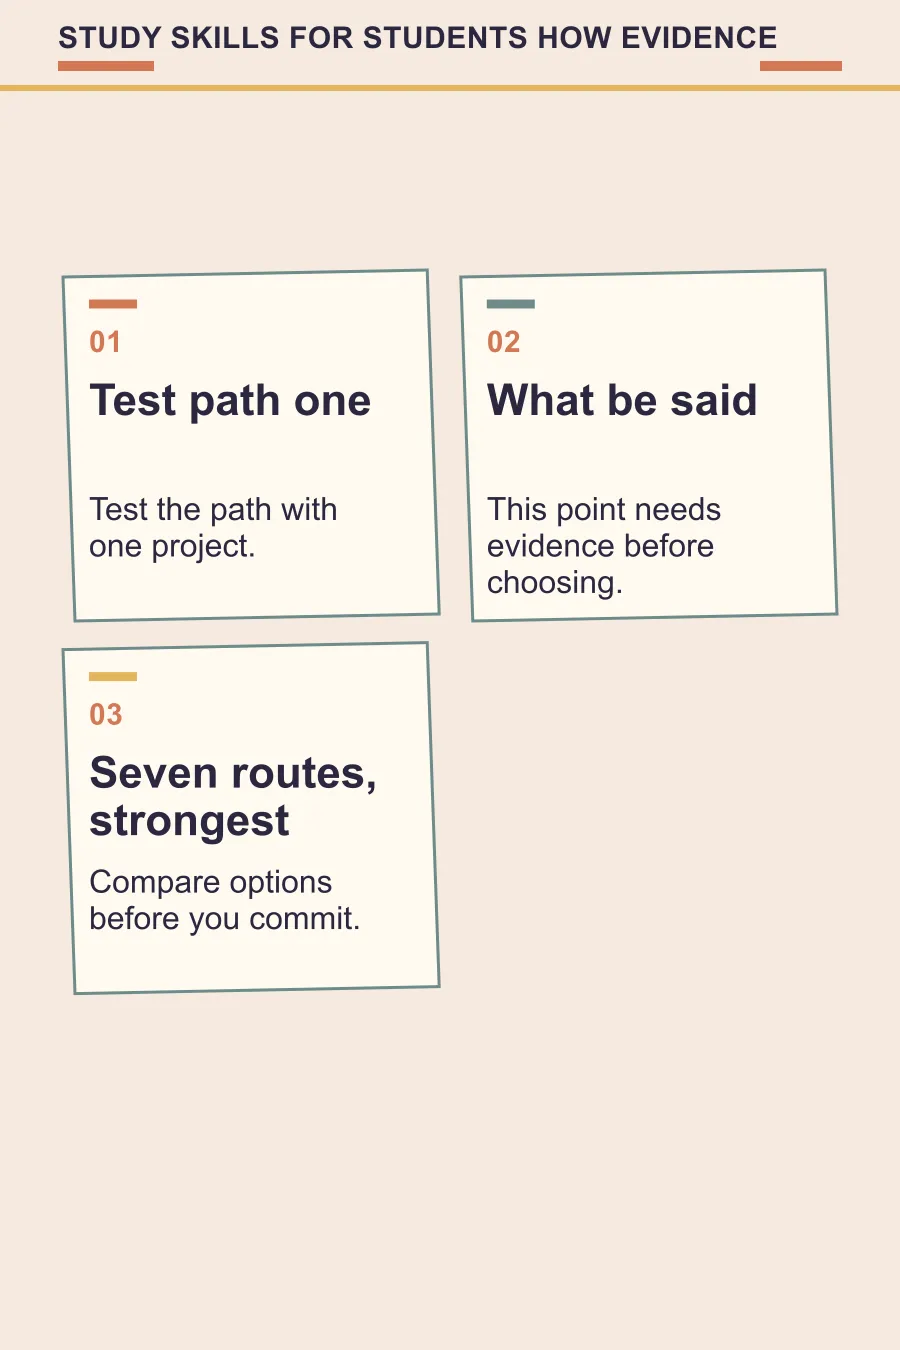 STUDY SKILLS FOR STUDENTS HOW EVIDENCE
01
Test path one
Test the path with
one project.
02
What be said
This point needs
evidence before
choosing.
03
Seven routes,
strongest
Compare options
before you commit.